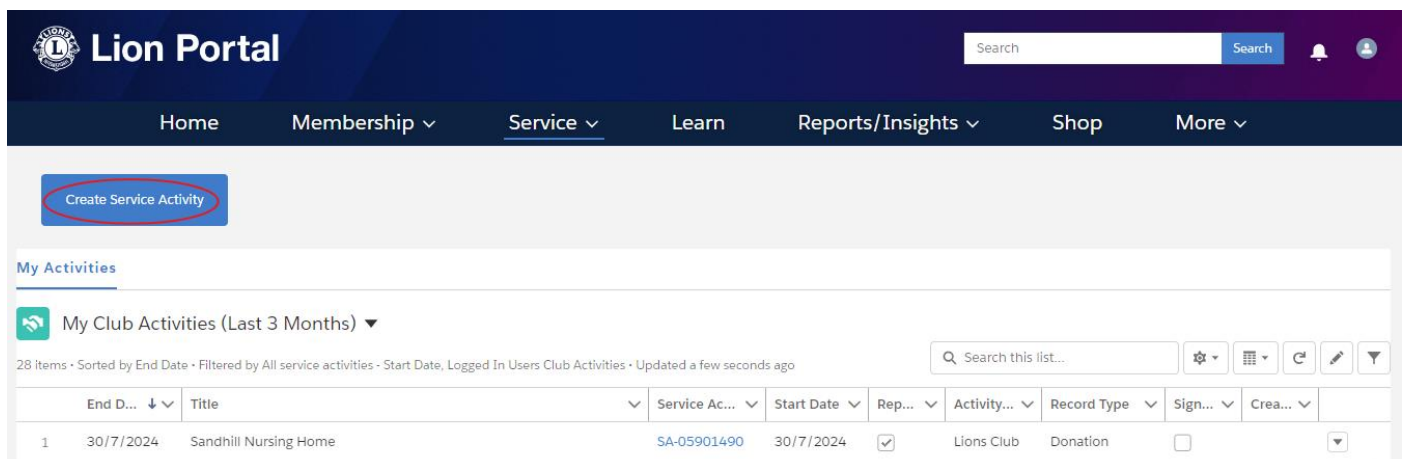 Lion Portal
Search Search
Home Membership Service Learn Reports/Insights Shop More
Create Service Activity
My Activities
My Club Activities (Last 3 Months)
28 items • Sorted by End Date • Filtered by All service activities - Start Date, Logged In Users Club Activities • Updated a few seconds ago
Search this list...
End D... Title Service Ac... Start Date Rep... Activity... Record Type Sign... Crea...
1 30/7/2024 Sandhill Nursing Home SA-05901490 30/7/2024 Lions Club Donation